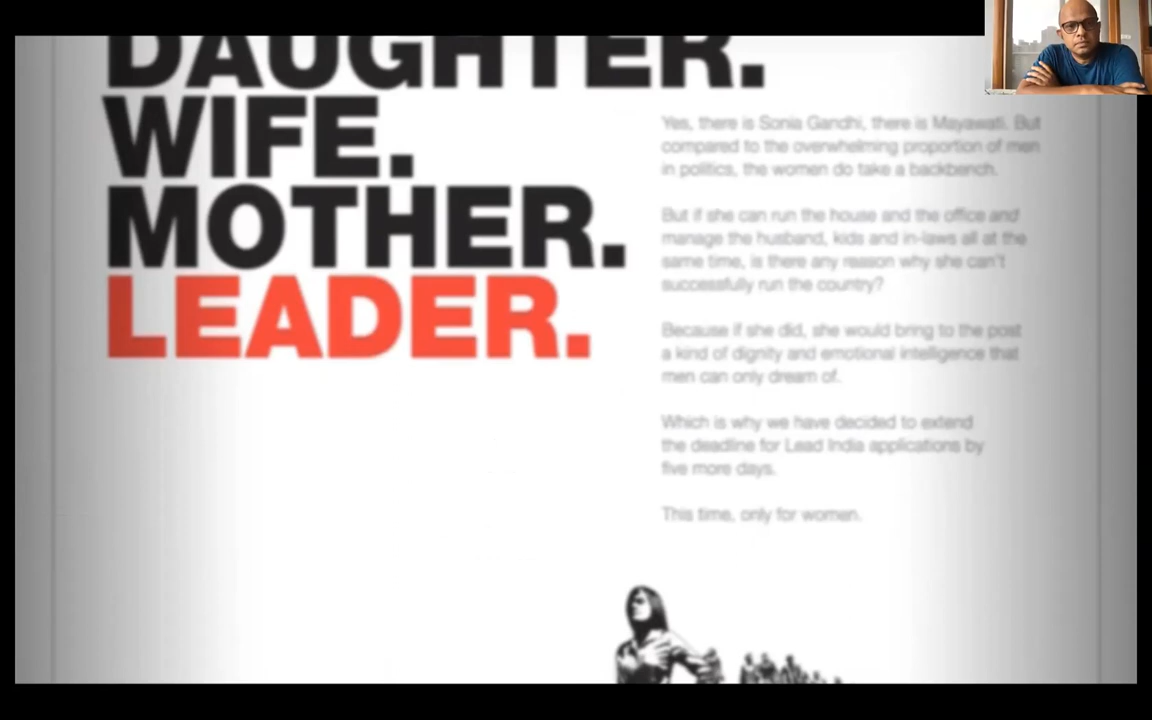 DAUGHTER.
WIFE.
MOTHER.
LEADER.
Yes, there is Sonia Gandhi, there is Mayawati. But
compared to the overwhelming proportion of men
in politics, the women do take a backbench.
But if she can run the house and the office and
manage the husband, kids and in-laws all at the
same time, is there any reason why she can't
successfully run the country?
Because if she did, she would bring to the post
a kind of dignity and emotional intelligence that
men can only dream of.
Which is why we have decided to extend
the deadline for Lead India applications by
five more days.
This time, only for women.